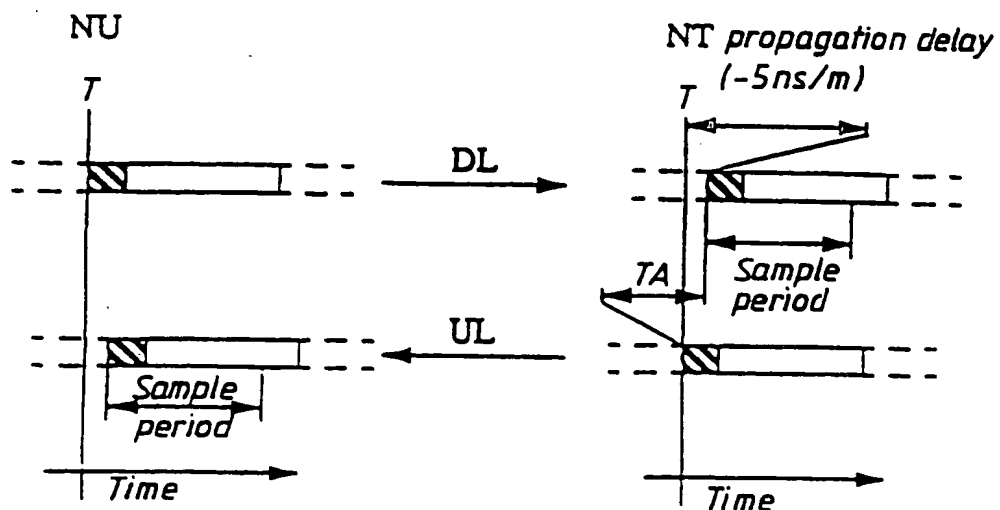 NU
NT propagation delay
(-5ns/m)
T
T
DL
TA
Sample
period
UL
Sample
period
Time
Time